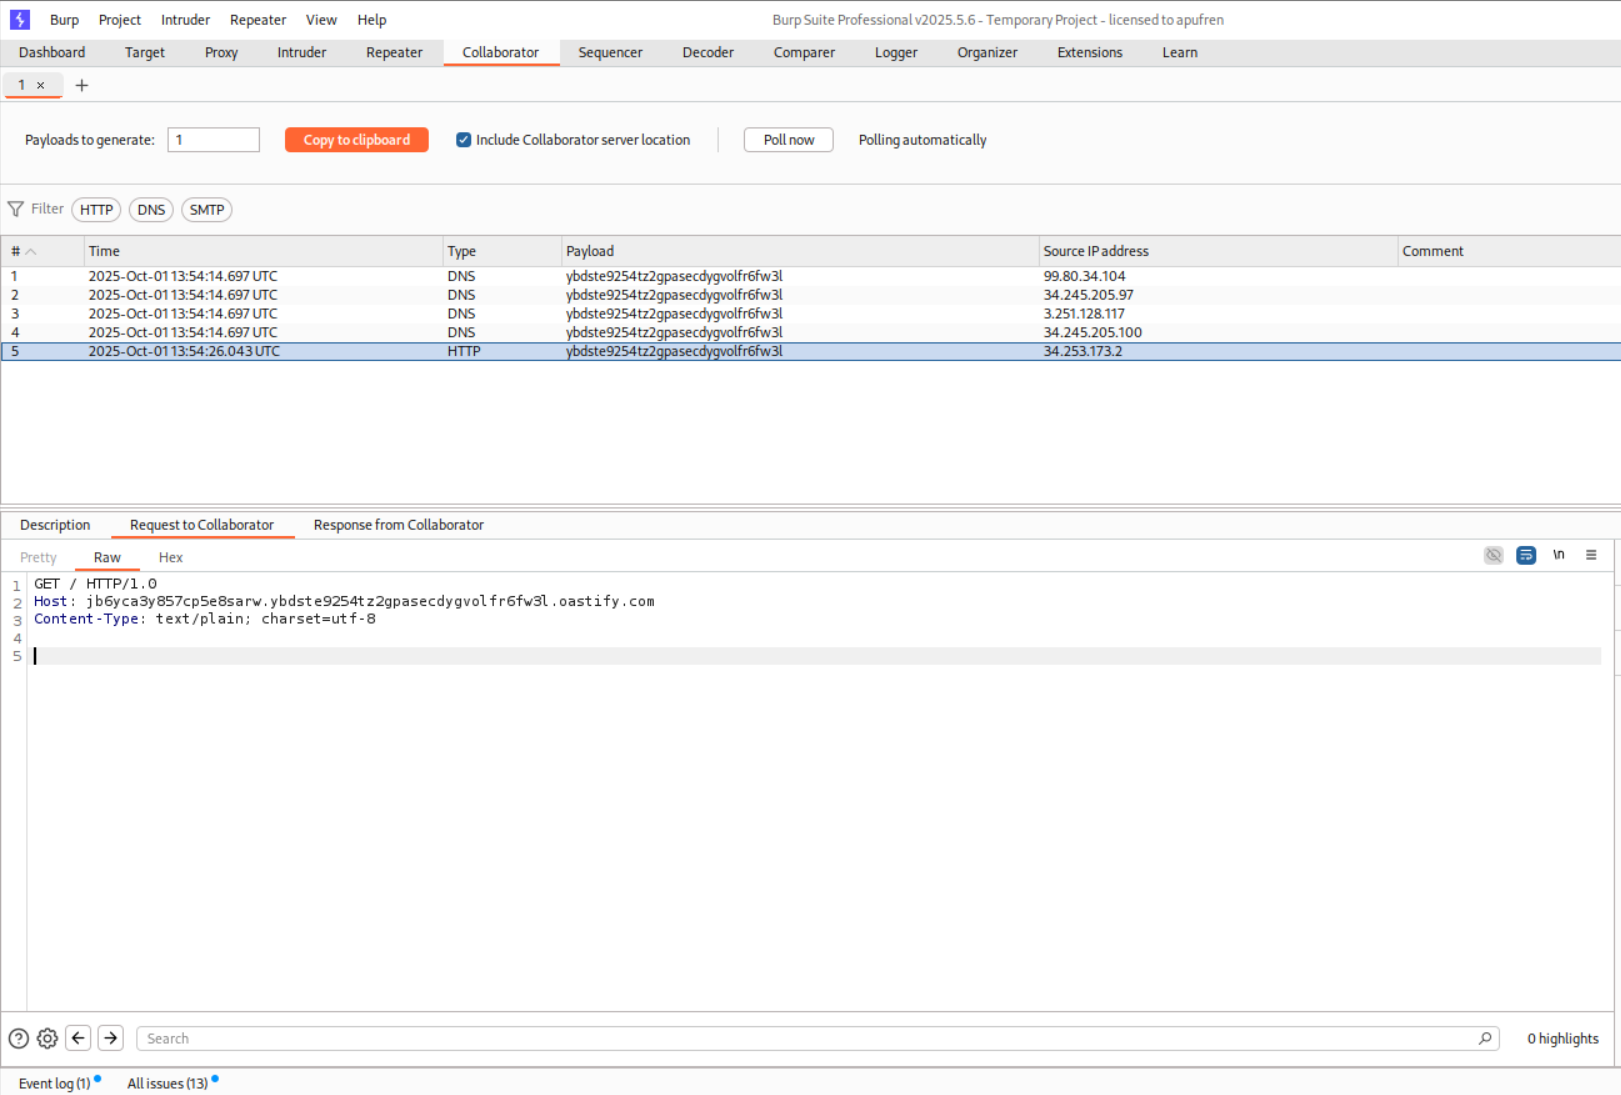 Burp Project Intruder Repeater View Help Burp Suite Professional v2025.5.6 - Temporary Project - licensed to apufren
Dashboard Target Proxy Intruder Repeater Collaborator Sequencer Decoder Comparer Logger Organizer Extensions Learn
1 × +
Payloads to generate: 1 Copy to clipboard Include Collaborator server location Poll now Polling automatically
Filter HTTP DNS SMTP
# Time Type Payload Source IP address Comment
1 2025-Oct-01 13:54:14.697 UTC DNS ybdste9254tz2gpasecdygvolfr6fw3l 99.80.34.104
2 2025-Oct-01 13:54:14.697 UTC DNS ybdste9254tz2gpasecdygvolfr6fw3l 34.245.205.97
3 2025-Oct-01 13:54:14.697 UTC DNS ybdste9254tz2gpasecdygvolfr6fw3l 3.251.128.117
4 2025-Oct-01 13:54:14.697 UTC DNS ybdste9254tz2gpasecdygvolfr6fw3l 34.245.205.100
5 2025-Oct-01 13:54:26.043 UTC HTTP ybdste9254tz2gpasecdygvolfr6fw3l 34.253.173.2
Description Request to Collaborator Response from Collaborator
Pretty Raw Hex \n
1 GET / HTTP/1.0
2 Host: jb6yca3y857cp5e8sarw.ybdste9254tz2gpasecdygvolfr6fw3l.oastify.com
3 Content-Type: text/plain; charset=utf-8
4
5
Search 0 highlights
Event log (1) All issues (13)